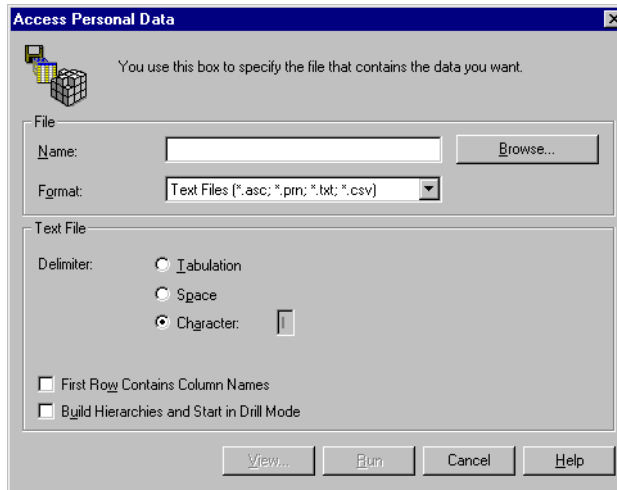 Access Personal Data
You use this box to specify the file that contains the data you want.
File
Name:
Browse...
Format:
Text Files (*.asc; *.prn; *.txt; *.csv)
Text File
Delimiter:
Tabulation
Space
Character:
First Row Contains Column Names
Build Hierarchies and Start in Drill Mode
View...
Run
Cancel
Help